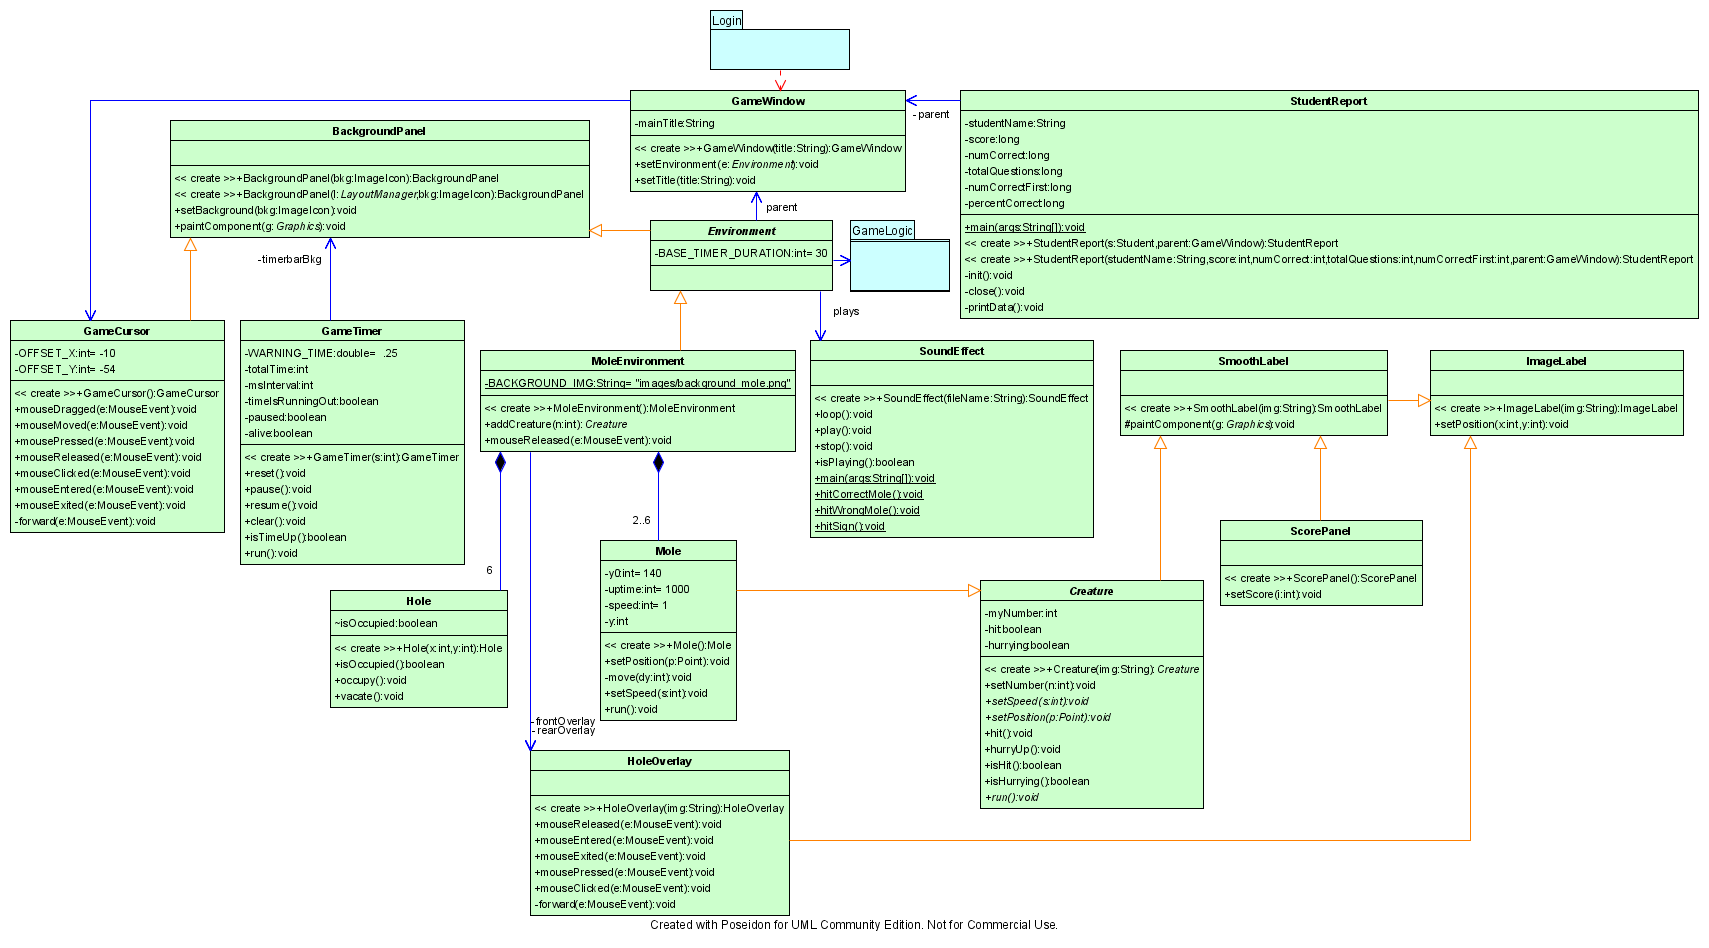 Login
GameWindow
-mainTitle:String
<< create >>+GameWindow(title:String):GameWindow
+setEnvironment(e: Environment):void
+setTitle(title:String):void
-parent
StudentReport
-studentName:String
-score:long
-numCorrect:long
-totalQuestions:long
-numCorrectFirst:long
-percentCorrect:long
+main(args:String[]):void
<< create >>+StudentReport(s:Student,parent:GameWindow):StudentReport
<< create >>+StudentReport(studentName:String,score:int,numCorrect:int,totalQuestions:int,numCorrectFirst:int,parent:GameWindow):StudentReport
-init():void
-close():void
-printData():void
BackgroundPanel
<< create >>+BackgroundPanel(bkg:ImageIcon):BackgroundPanel
<< create >>+BackgroundPanel(l: LayoutManager,bkg:ImageIcon):BackgroundPanel
+setBackground(bkg:ImageIcon):void
+paintComponent(g: Graphics):void
parent
Environment
-BASE_TIMER_DURATION:int= 30
GameLogic
-timerbarBkg
plays
GameCursor
-OFFSET_X:int= -10
-OFFSET_Y:int= -54
<< create >>+GameCursor():GameCursor
+mouseDragged(e:MouseEvent):void
+mouseMoved(e:MouseEvent):void
+mousePressed(e:MouseEvent):void
+mouseReleased(e:MouseEvent):void
+mouseClicked(e:MouseEvent):void
+mouseEntered(e:MouseEvent):void
+mouseExited(e:MouseEvent):void
-forward(e:MouseEvent):void
GameTimer
-WARNING_TIME:double= .25
-totalTime:int
-msInterval:int
-timeIsRunningOut:boolean
-paused:boolean
-alive:boolean
<< create >>+GameTimer(s:int):GameTimer
+reset():void
+pause():void
+resume():void
+clear():void
+isTimeUp():boolean
+run():void
MoleEnvironment
-BACKGROUND_IMG:String= "images/background_mole.png"
<< create >>+MoleEnvironment():MoleEnvironment
+addCreature(n:int): Creature
+mouseReleased(e:MouseEvent):void
SoundEffect
<< create >>+SoundEffect(fileName:String):SoundEffect
+loop():void
+play():void
+stop():void
+isPlaying():boolean
+main(args:String[]):void
+hitCorrectMole():void
+hitWrongMole():void
+hitSign():void
SmoothLabel
<< create >>+SmoothLabel(img:String):SmoothLabel
#paintComponent(g: Graphics):void
ImageLabel
<< create >>+ImageLabel(img:String):ImageLabel
+setPosition(x:int,y:int):void
ScorePanel
<< create >>+ScorePanel():ScorePanel
+setScore(i:int):void
2..6
6
Hole
~isOccupied:boolean
<< create >>+Hole(x:int,y:int):Hole
+isOccupied():boolean
+occupy():void
+vacate():void
Mole
-y0:int= 140
-uptime:int= 1000
-speed:int= 1
-y:int
<< create >>+Mole():Mole
+setPosition(p:Point):void
-move(dy:int):void
+setSpeed(s:int):void
+run():void
Creature
-myNumber:int
-hit:boolean
-hurrying:boolean
<< create >>+Creature(img:String): Creature
+setNumber(n:int):void
+setSpeed(s:int):void
+setPosition(p:Point):void
+hit():void
+hurryUp():void
+isHit():boolean
+isHurrying():boolean
+run():void
-frontOverlay
-rearOverlay
HoleOverlay
<< create >>+HoleOverlay(img:String):HoleOverlay
+mouseReleased(e:MouseEvent):void
+mouseEntered(e:MouseEvent):void
+mouseExited(e:MouseEvent):void
+mousePressed(e:MouseEvent):void
+mouseClicked(e:MouseEvent):void
-forward(e:MouseEvent):void
Created with Poseidon for UML Community Edition. Not for Commercial Use.